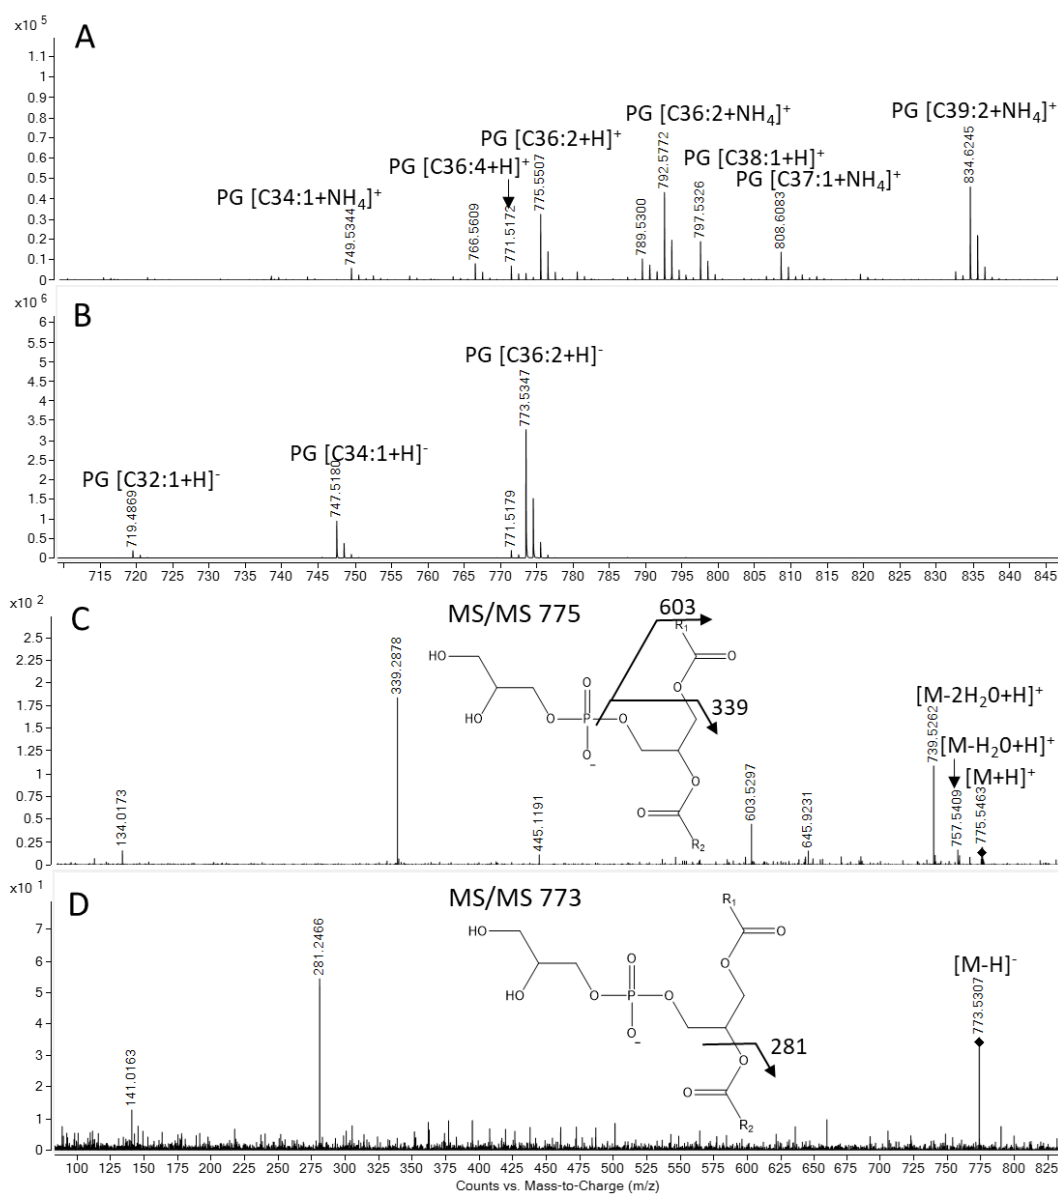 x10 5
A
1.1
1
0.9
0.8
0.7
0.6
0.5
0.4
0.3
0.2
0.1
0
PG [C34:1+NH4]+
749.5344
766.5609
PG [C36:4+H]+
771.5172
PG [C36:2+H]+
775.5507
789.5300
PG [C36:2+NH4]+
792.5772
PG [C38:1+H]+
797.5326
PG [C37:1+NH4]+
808.6083
PG [C39:2+NH4]+
834.6245
x10 6
B
6
5.5
5
4.5
4
3.5
3
2.5
2
1.5
1
0.5
0
PG [C32:1+H]-
719.4869
PG [C34:1+H]-
747.5180
771.5179
PG [C36:2+H]-
773.5347
715 720 725 730 735 740 745 750 755 760 765 770 775 780 785 790 795 800 805 810 815 820 825 830 835 840 845
x10 2
C
MS/MS 775
2.5
2.25
2
1.75
1.5
1.25
1
0.75
0.5
0.25
0
134.0173
339.2878
445.1191
603.5297
645.9231
739.5262
757.5409
775.5463
603
339
HO
HO
O
P
O
O-
O
O
O
R1
O
O
R2
[M-2H20+H]+
[M-H20+H]+
[M+H]+
x10 1
D
MS/MS 773
7
6
5
4
3
2
1
0
141.0163
281.2466
773.5307
HO
HO
O
P
O
O-
O
O
O
R1
O
O
R2
281
[M-H]-
100 125 150 175 200 225 250 275 300 325 350 375 400 425 450 475 500 525 550 575 600 625 650 675 700 725 750 775 800 825
Counts vs. Mass-to-Charge (m/z)